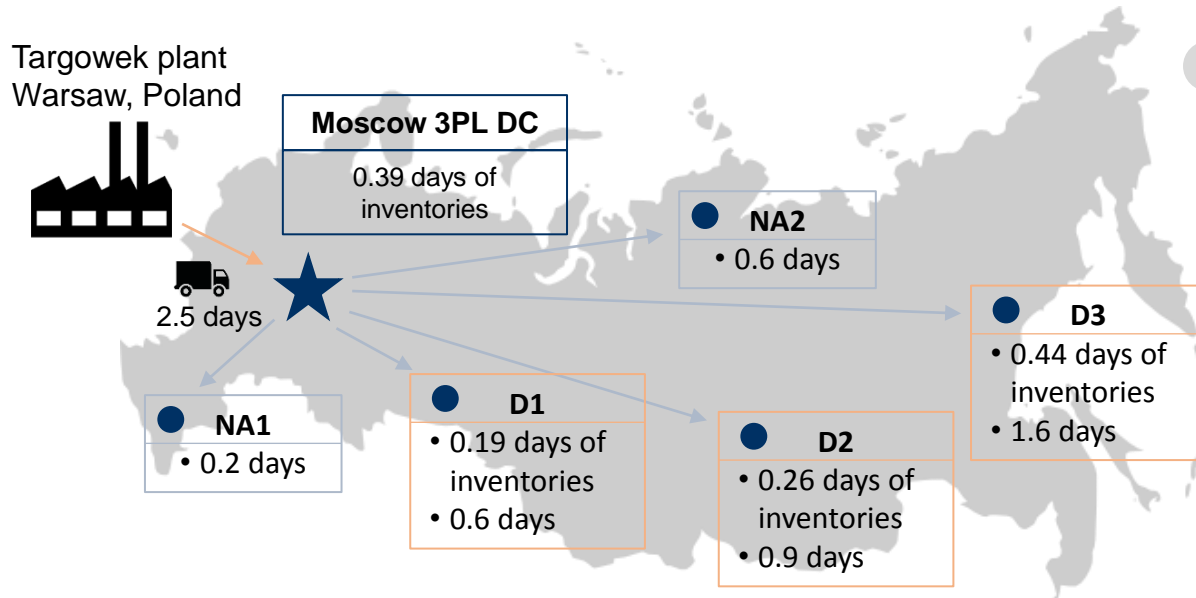 Targowek plant
Warsaw, Poland
Moscow 3PL DC
0.39 days of
inventories
2.5 days
NA2
• 0.6 days
D3
• 0.44 days of
inventories
• 1.6 days
NA1
• 0.2 days
D1
• 0.19 days of
inventories
• 0.6 days
D2
• 0.26 days of
inventories
• 0.9 days